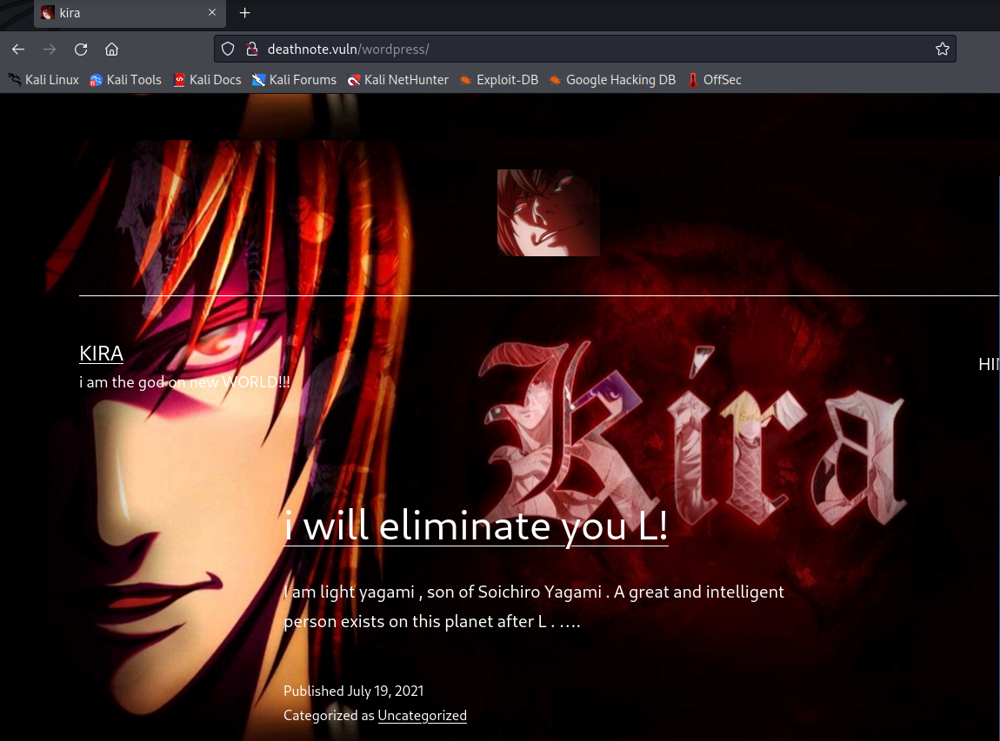 kira
deathnote.vuln/wordpress/
Kali Linux Kali Tools Kali Docs Kali Forums Kali NetHunter Exploit-DB Google Hacking DB OffSec
KIRA
i am the god on new WORLD!!!
Kira
i will eliminate you L!
I am light yagami , son of Soichiro Yagami . A great and intelligent
person exists on this planet after L . ....
Published July 19, 2021
Categorized as Uncategorized